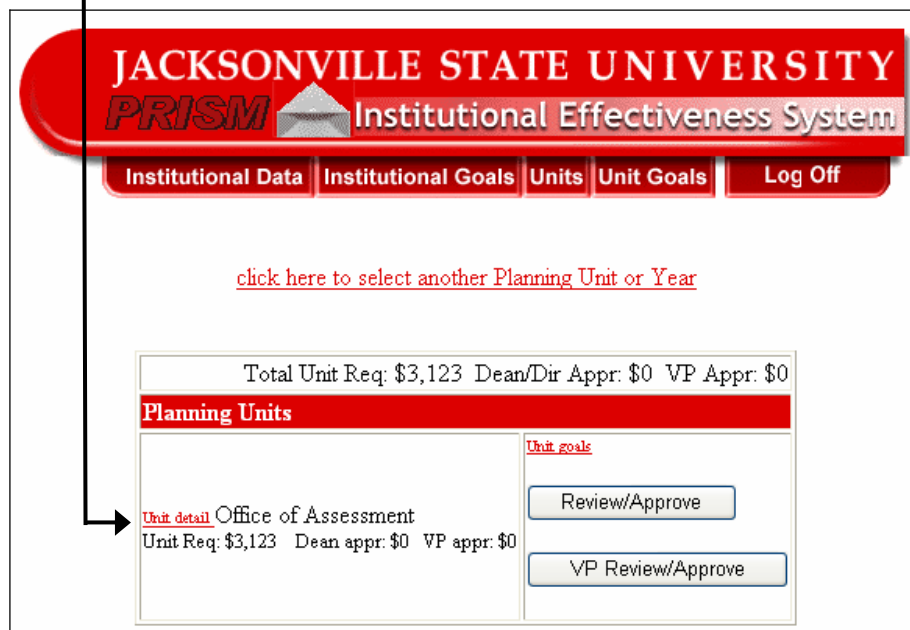 JACKSONVILLE STATE UNIVERSITY
PRISM Institutional Effectiveness System
Institutional Data Institutional Goals Units Unit Goals Log Off
click here to select another Planning Unit or Year
Total Unit Req: $3,123 Dean/Dir Appr: $0 VP Appr: $0
Planning Units
Unit detail Office of Assessment
Unit Req: $3,123 Dean appr: $0 VP appr: $0
Unit goals
Review/Approve
VP Review/Approve